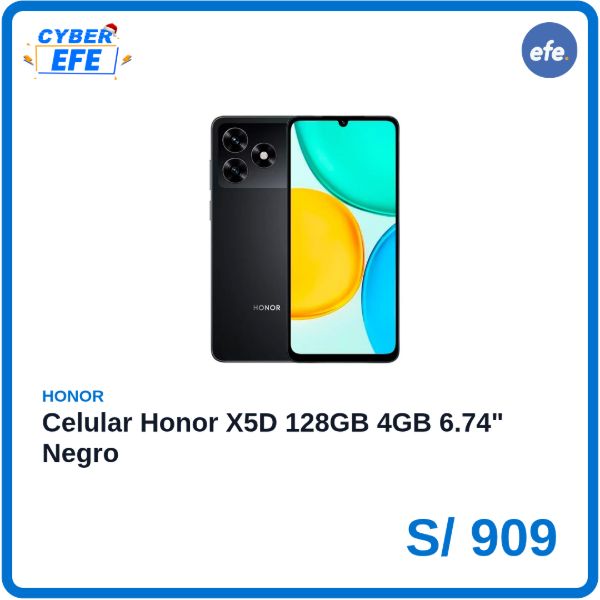 CYBER
EFE
efe.
HONOR
HONOR
Celular Honor X5D 128GB 4GB 6.74"
Negro
S/ 909